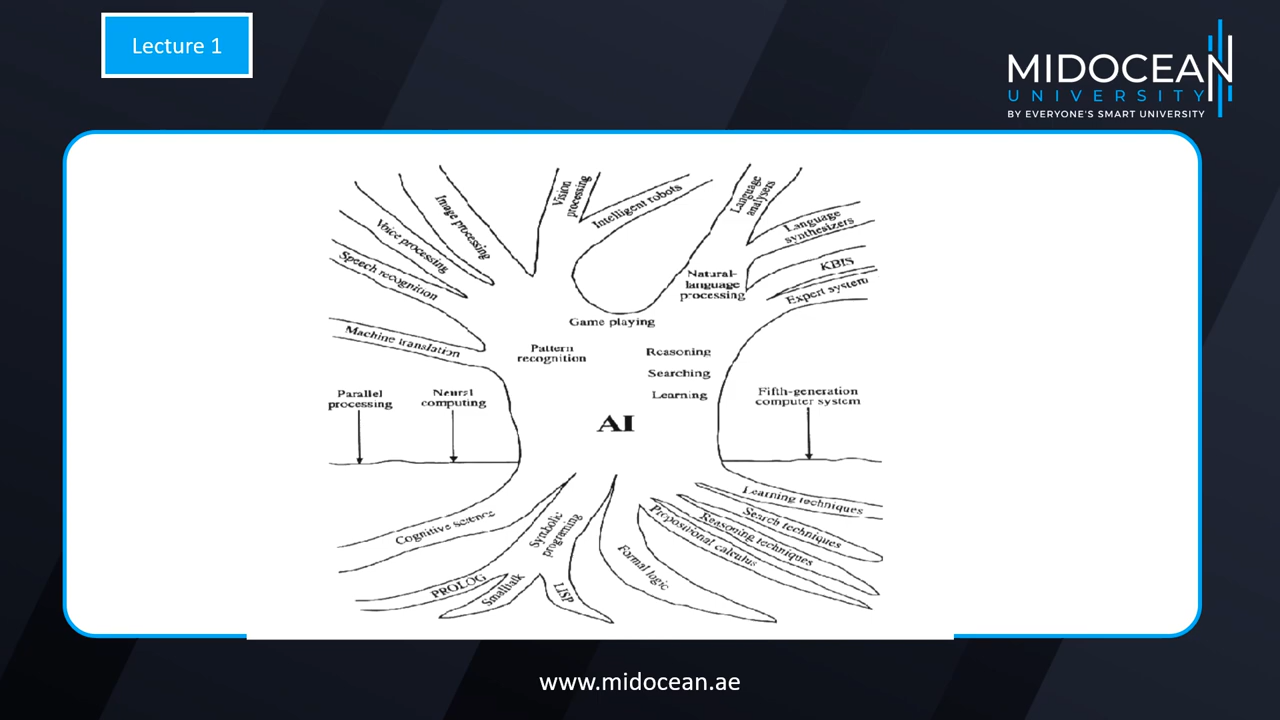 Lecture 1
MIDOCEAN
UNIVERSITY
BY EVERYONE'S SMART UNIVERSITY
Image processing
Voice processing
Speech recognition
Machine translation
Vision
processing
Intelligent robots
Language
analysers
Language
synthesizers
KBIS
Expert system
Natural-
language
processing
Game playing
Pattern
recognition
Reasoning
Searching
Learning
Parallel
processing
Neural
computing
Fifth-generation
computer system
AI
Cognitive science
PROLOG
Smalltalk
Symbolic
programing
LISP
Formal logic
Propositional calculus
Reasoning techniques
Search techniques
Learning techniques
www.midocean.ae